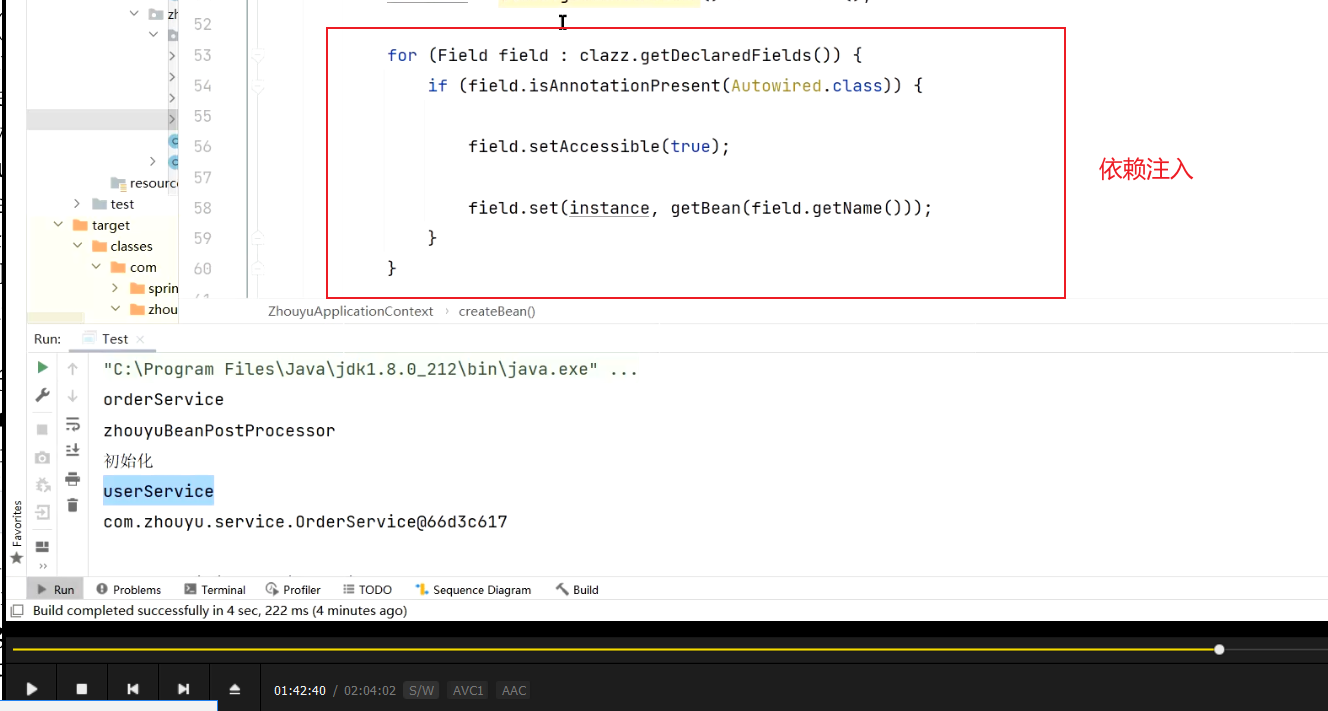 zh
52
53 for (Field field : clazz.getDeclaredFields()) {
54 if (field.isAnnotationPresent(Autowired.class)) {
55
56 field.setAccessible(true);
57
58 field.set(instance, getBean(field.getName()));
59 }
60 }
依赖注入
resourc
test
target
classes
com
sprin
zhou
ZhouyuApplicationContext › createBean()
Run: Test ×
"C:\Program Files\Java\jdk1.8.0_212\bin\java.exe" ...
orderService
zhouyuBeanPostProcessor
初始化
userService
com.zhouyu.service.OrderService@66d3c617
Favorites
Run Problems Terminal Profiler TODO Sequence Diagram Build
Build completed successfully in 4 sec, 222 ms (4 minutes ago)
01:42:40 / 02:04:02 S/W AVC1 AAC